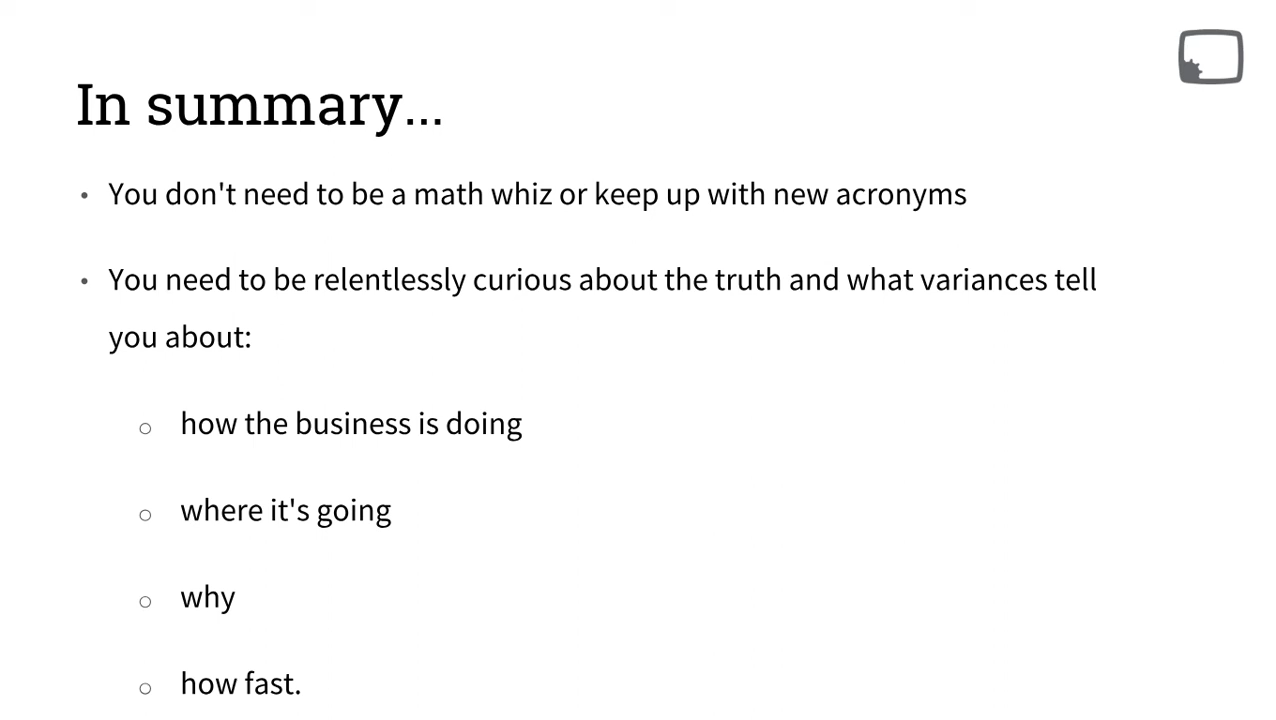 In summary...
• You don't need to be a math whiz or keep up with new acronyms
• You need to be relentlessly curious about the truth and what variances tell
you about:
○ how the business is doing
○ where it's going
○ why
○ how fast.